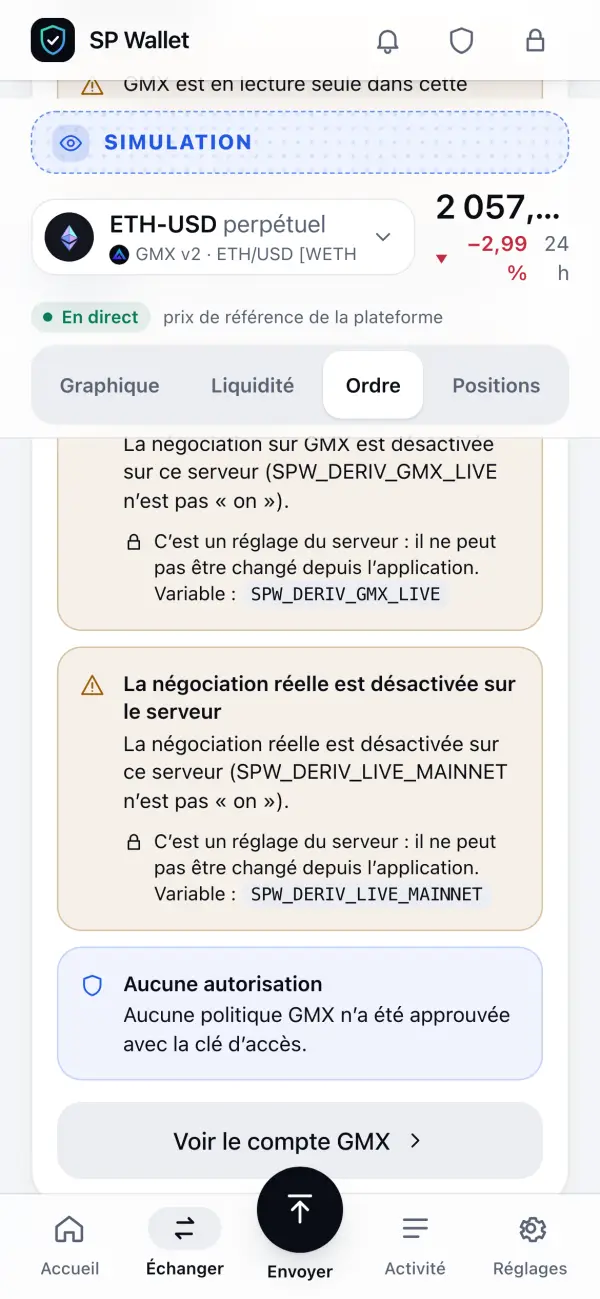 SP Wallet
GMX est en lecture seule dans cette
SIMULATION
ETH-USD perpétuel
GMX v2 · ETH/USD [WETH
2 057,...
−2,99 %
24 h
En direct
prix de référence de la plateforme
Graphique
Liquidité
Ordre
Positions
La négociation sur GMX est désactivée
sur ce serveur (SPW_DERIV_GMX_LIVE
n’est pas « on »).
C’est un réglage du serveur : il ne peut
pas être changé depuis l’application.
Variable : SPW_DERIV_GMX_LIVE
La négociation réelle est désactivée sur
le serveur
La négociation réelle est désactivée sur
ce serveur (SPW_DERIV_LIVE_MAINNET
n’est pas « on »).
C’est un réglage du serveur : il ne peut
pas être changé depuis l’application.
Variable : SPW_DERIV_LIVE_MAINNET
Aucune autorisation
Aucune politique GMX n’a été approuvée
avec la clé d’accès.
Voir le compte GMX
Accueil
Échanger
Envoyer
Activité
Réglages